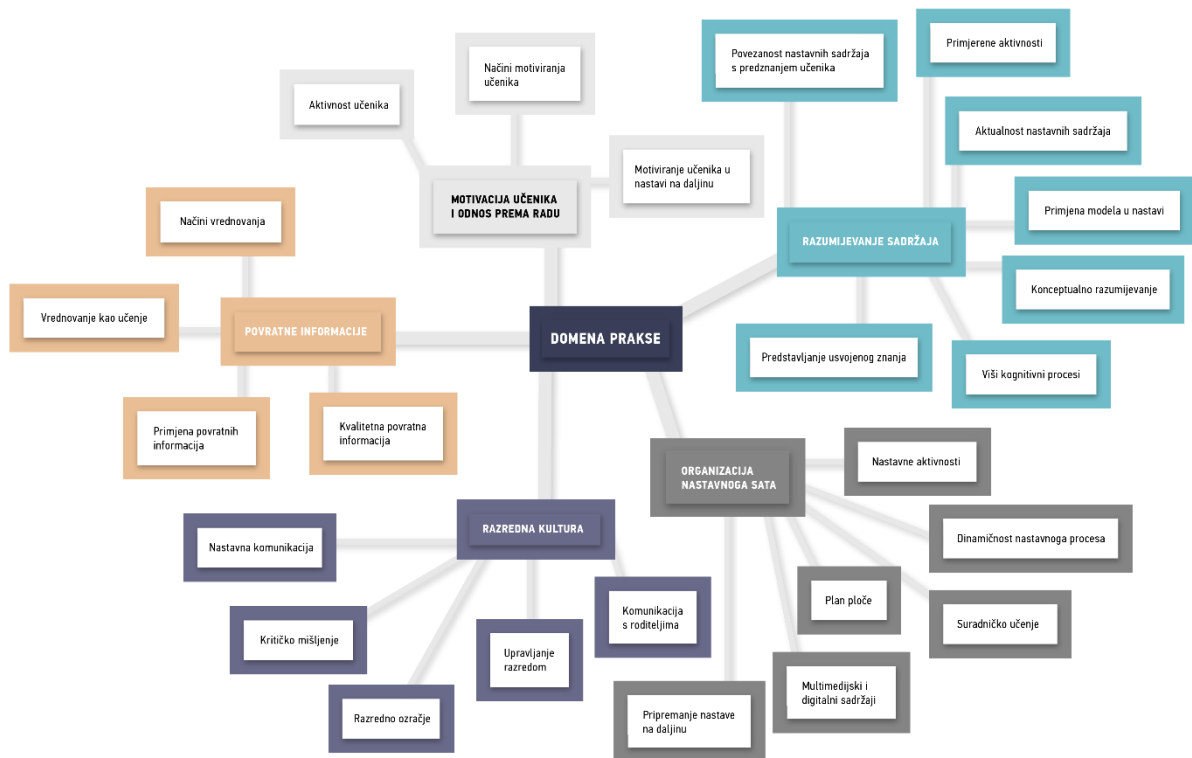 Načini motiviranja
učenika
Aktivnost učenika
Motiviranje učenika u
nastavi na daljinu
MOTIVACIJA UČENIKA
I ODNOS PREMA RADU
Povezanost nastavnih sadržaja
s predznanjem učenika
Primjerene aktivnosti
Aktualnost nastavnih sadržaja
Primjena modela u nastavi
RAZUMIJEVANJE SADRŽAJA
Konceptualno razumijevanje
Viši kognitivni procesi
Predstavljanje usvojenog znanja
Načini vrednovanja
Vrednovanje kao učenje
POVRATNE INFORMACIJE
Primjena povratnih
informacija
Kvalitetna povratna
informacija
DOMENA PRAKSE
ORGANIZACIJA
NASTAVNOGA SATA
Nastavne aktivnosti
Dinamičnost nastavnoga procesa
Suradničko učenje
Plan ploče
Multimedijski i
digitalni sadržaji
Pripremanje nastave
na daljinu
RAZREDNA KULTURA
Nastavna komunikacija
Kritičko mišljenje
Razredno ozračje
Upravljanje
razredom
Komunikacija
s roditeljima